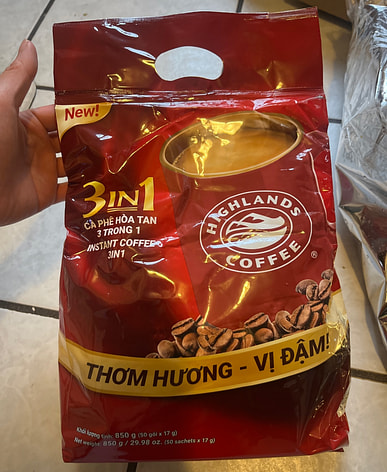 New!
3IN1
CÀ PHÊ HÒA TAN
3 TRONG 1
INSTANT COFFEE
3IN1
HIGHLANDS
COFFEE
®
THƠM HƯƠNG - VỊ ĐẬM!
Khối lượng tịnh: 850 g (50 gói x 17 g)
Net weight: 850 g / 29.98 oz. (50 sachets x 17 g)